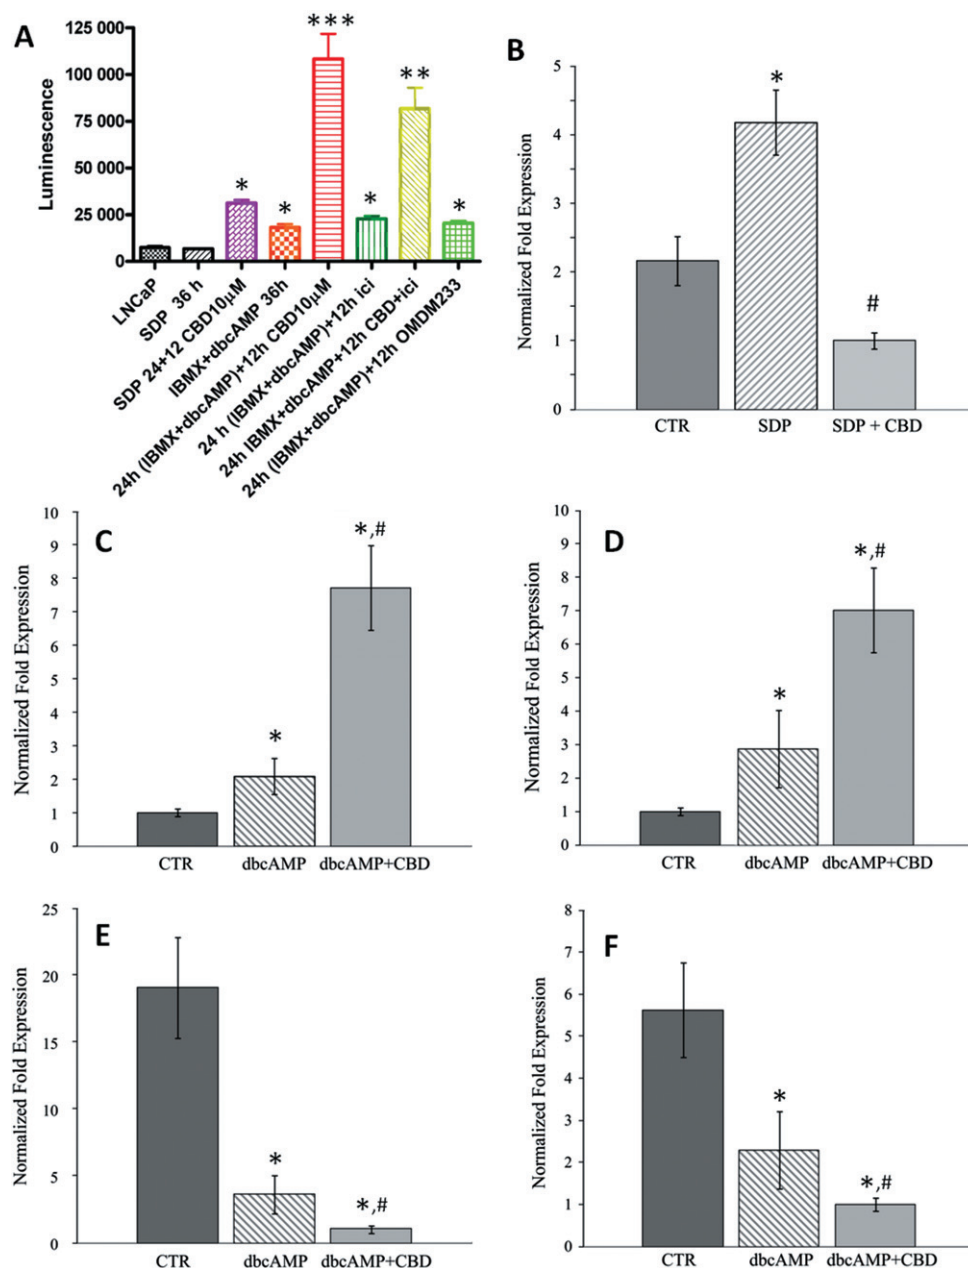 A
Luminescence
125 000
100 000
75 000
50 000
25 000
0
*
*
***
*
**
*
LNCaP
SDP 36 h
SDP 24+12 CBD10µM
IBMX+dbcAMP 36h
24h (IBMX+dbcAMP)+12h CBD10µM
24 h (IBMX+dbcAMP)+12h ici
24h IBMX+dbcAMP+12h CBD+ici
24h (IBMX+dbcAMP)+12h OMDM233
B
Normalized Fold Expression
5
4
2
1
0
*
#
CTR SDP SDP + CBD
C
Normalized Fold Expression
10
9
8
7
6
5
4
3
2
1
0
*
*,#
CTR dbcAMP dbcAMP+CBD
D
Normalized Fold Expression
10
9
8
7
6
5
4
3
2
1
0
*
*,#
CTR dbcAMP dbcAMP+CBD
E
Normalized Fold Expression
25
20
15
10
5
0
*
*,#
CTR dbcAMP dbcAMP+CBD
F
Normalized Fold Expression
8
7
6
5
4
3
2
1
0
*
*,#
CTR dbcAMP dbcAMP+CBD